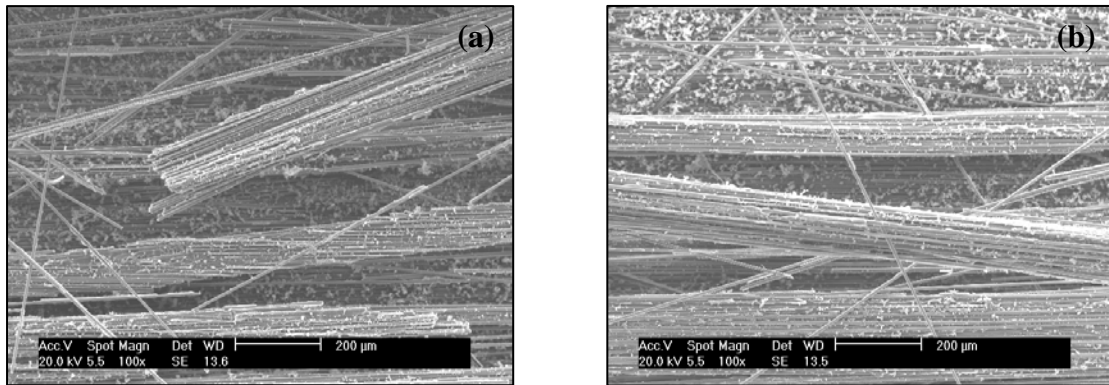 (a)
Acc.V Spot Magn Det WD 200 µm
20.0 kV 5.5 100x SE 13.6
(b)
Acc.V Spot Magn Det WD 200 µm
20.0 kV 5.5 100x SE 13.5